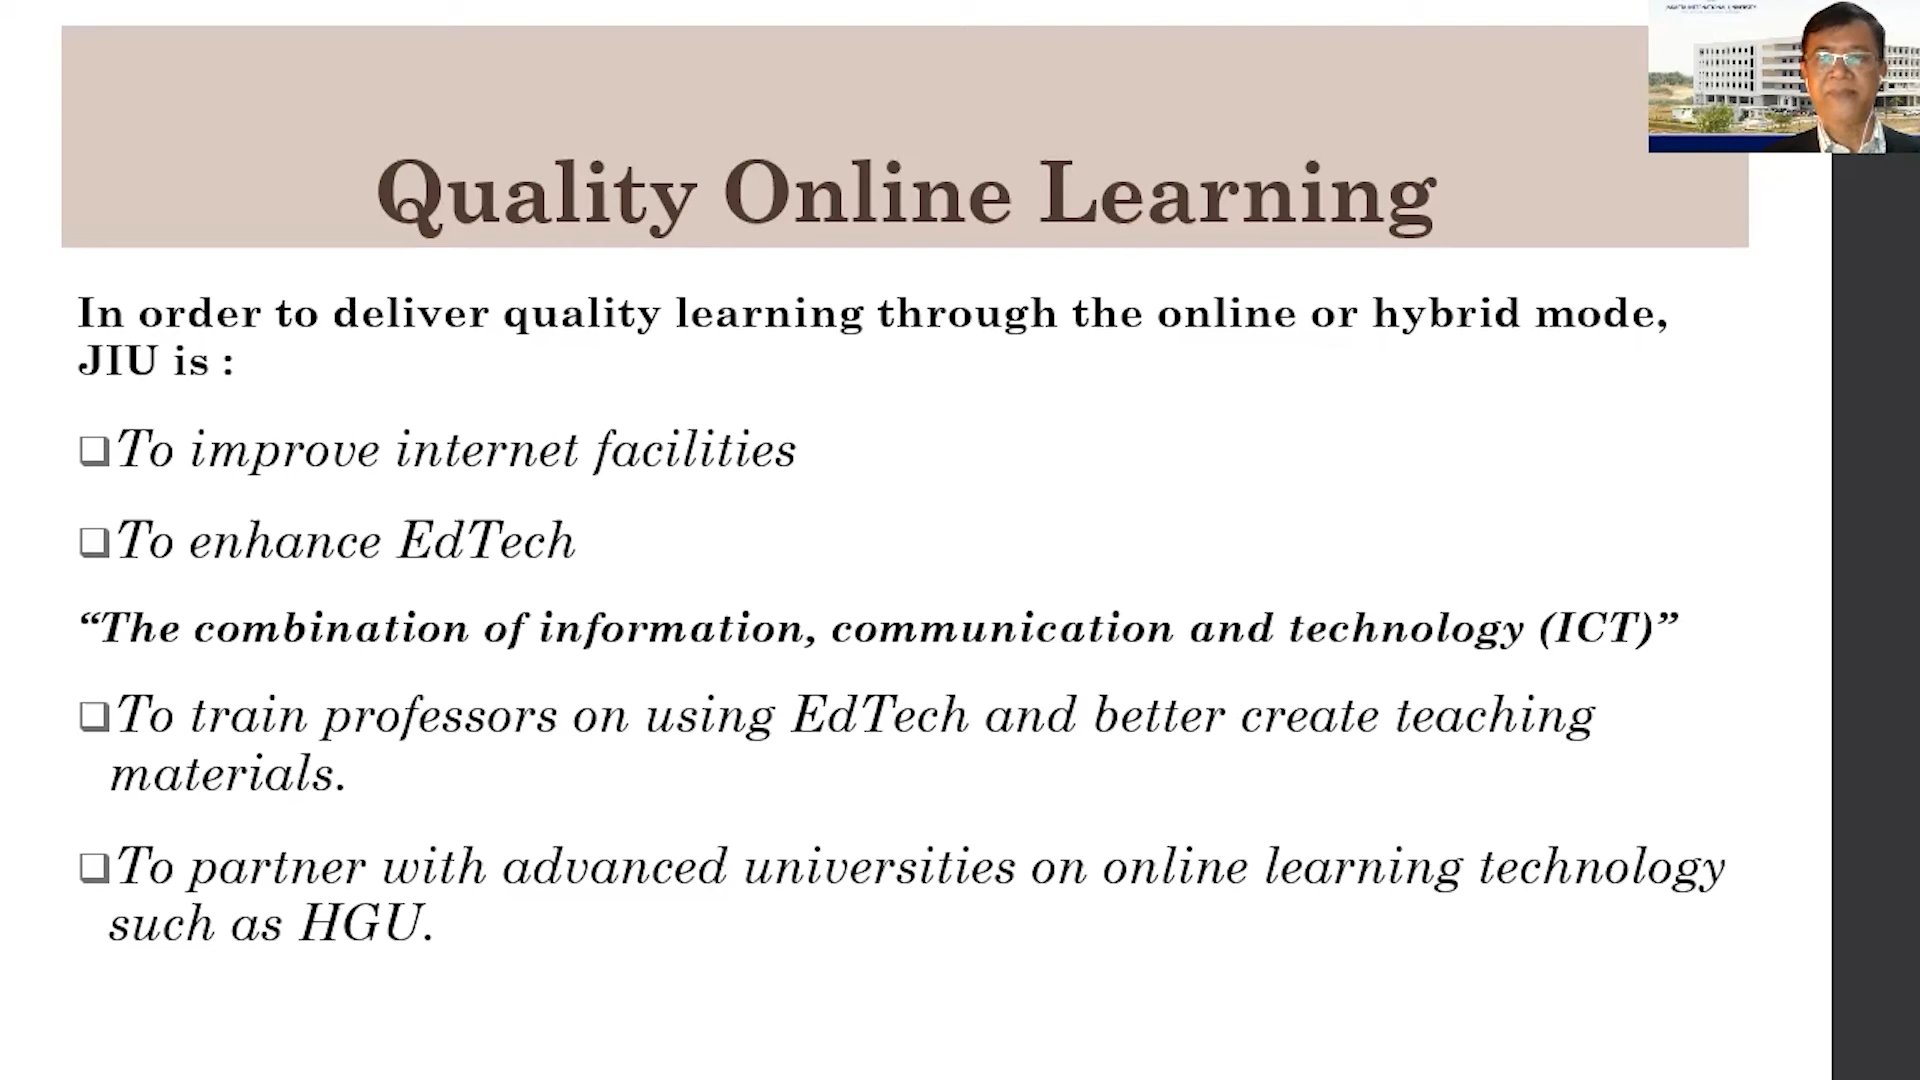 Quality Online Learning
In order to deliver quality learning through the online or hybrid mode,
JIU is :
To improve internet facilities
To enhance EdTech
“The combination of information, communication and technology (ICT)”
To train professors on using EdTech and better create teaching
materials.
To partner with advanced universities on online learning technology
such as HGU.